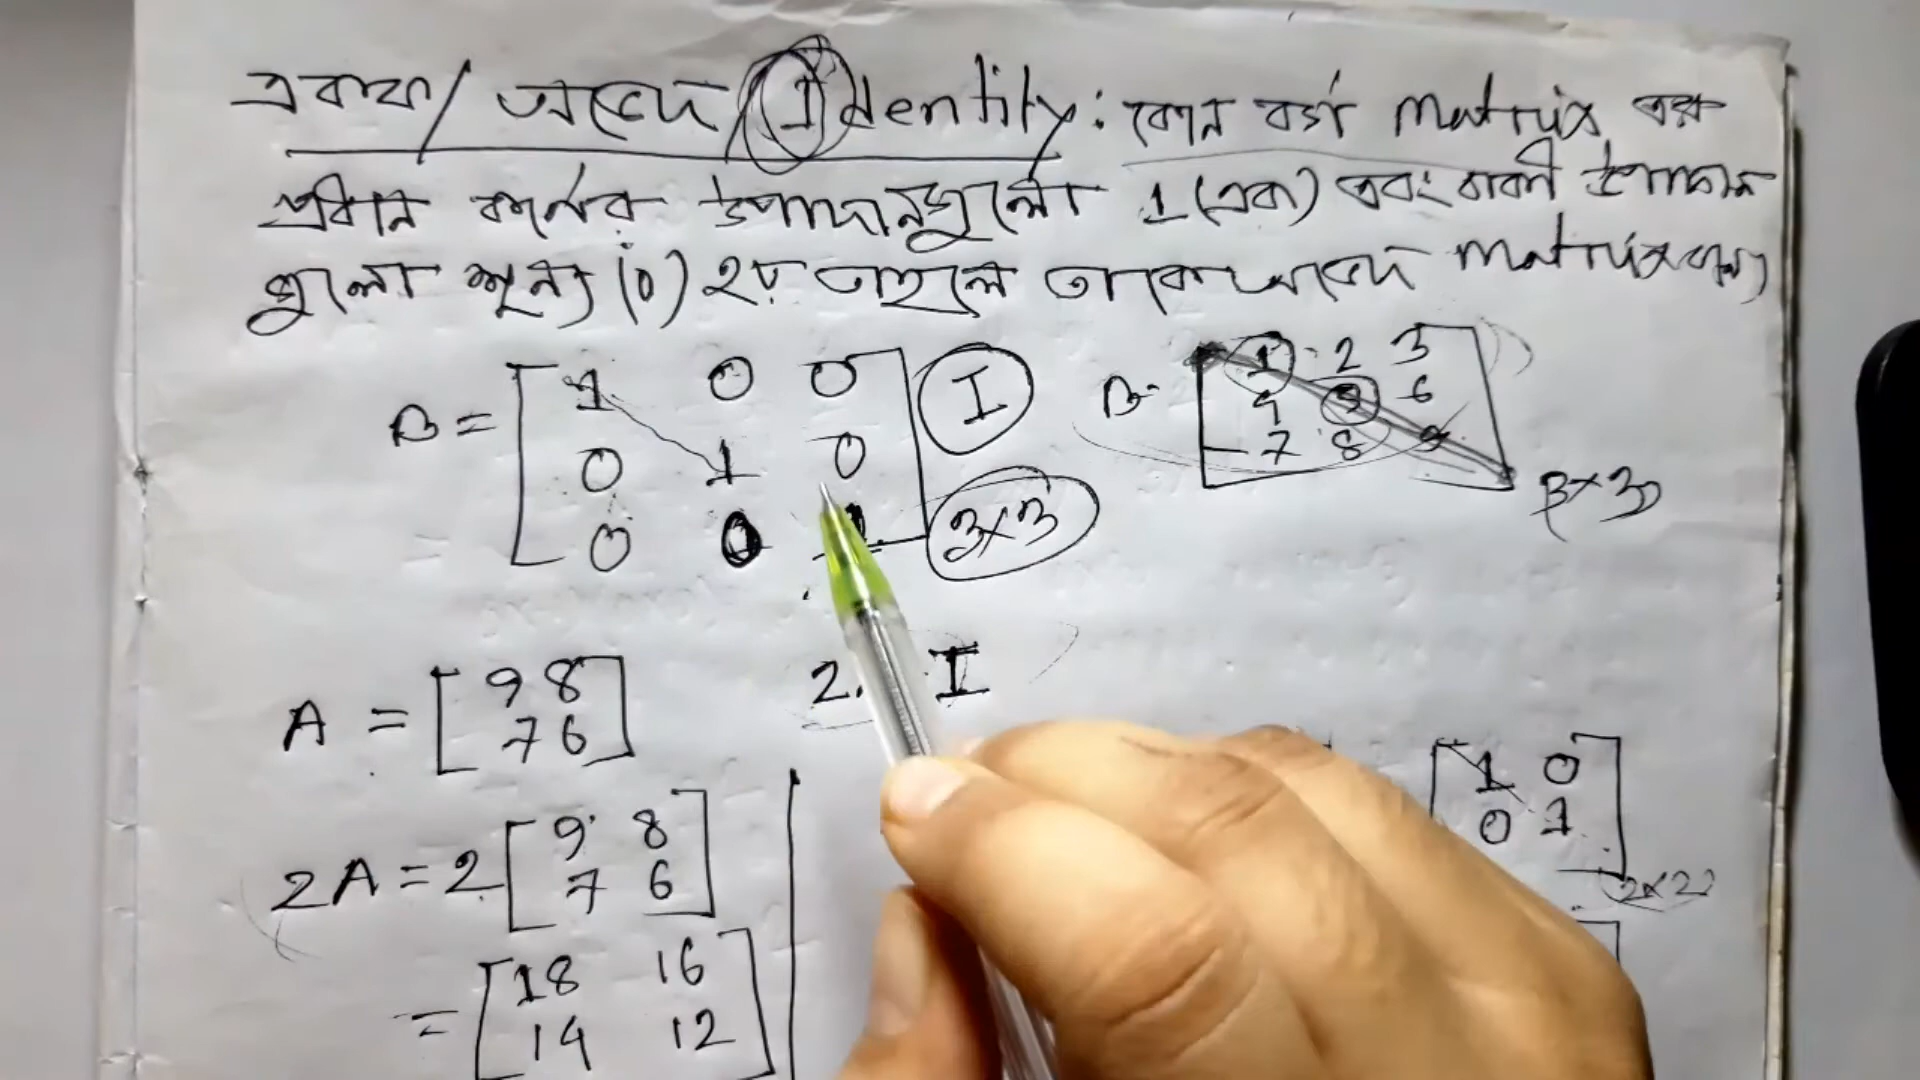 একক / অভেদ / Identity : কোন বর্গ matrix এর
প্রধান কর্নের উপাদানগুলো 1 (এক) এবং বাকী উপাদান
গুলো শূন্য (0) হয় তাহলে তাকে অভেদ matrix বলে
B = [ 1 0 0 ] I
0 1 0
0 0 3×3
B = [ 1 2 3 ]
4 5 6
7 8 9
3×3
A = [ 9 8 ]
7 6
2. I
2A = 2 [ 9 8 ]
7 6
= [ 18 16 ]
14 12
[ 1 0 ]
0 1
2×2